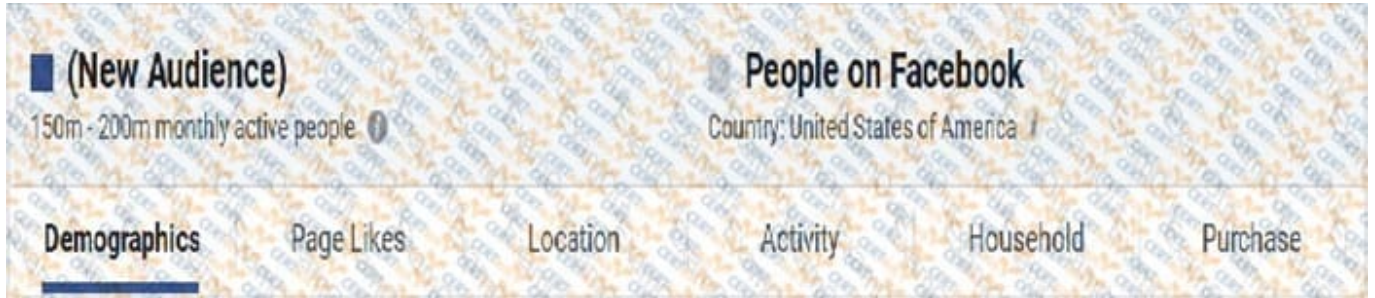 (New Audience) People on Facebook
150m - 200m monthly active people Country: United States of America
Demographics Page Likes Location Activity Household Purchase